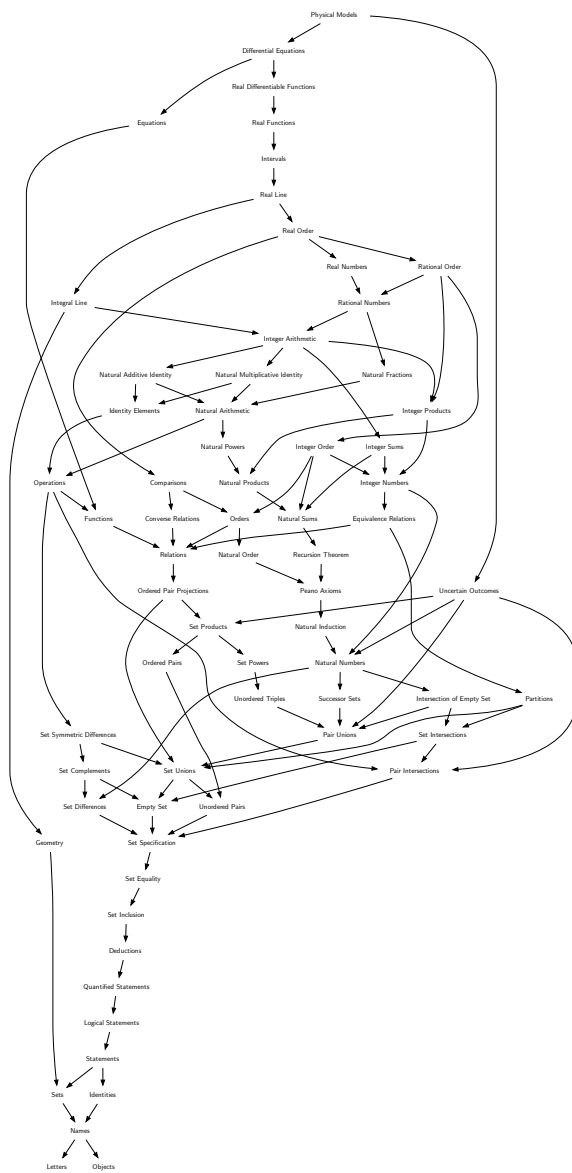 Physical Models
Differential Equations
Real Differentiable Functions
Equations
Real Functions
Intervals
Real Line
Real Order
Real Numbers
Rational Order
Integral Line
Rational Numbers
Integer Arithmetic
Natural Additive Identity
Natural Multiplicative Identity
Natural Fractions
Identity Elements
Natural Arithmetic
Integer Products
Natural Powers
Integer Order
Integer Sums
Operations
Comparisons
Natural Products
Integer Numbers
Functions
Converse Relations
Orders
Natural Sums
Equivalence Relations
Relations
Natural Order
Recursion Theorem
Ordered Pair Projections
Peano Axioms
Uncertain Outcomes
Set Products
Natural Induction
Ordered Pairs
Set Powers
Natural Numbers
Unordered Triples
Successor Sets
Intersection of Empty Set
Partitions
Set Symmetric Differences
Pair Unions
Set Intersections
Set Complements
Set Unions
Pair Intersections
Set Differences
Empty Set
Unordered Pairs
Geometry
Set Specification
Set Equality
Set Inclusion
Deductions
Quantified Statements
Logical Statements
Statements
Sets
Identities
Names
Letters
Objects